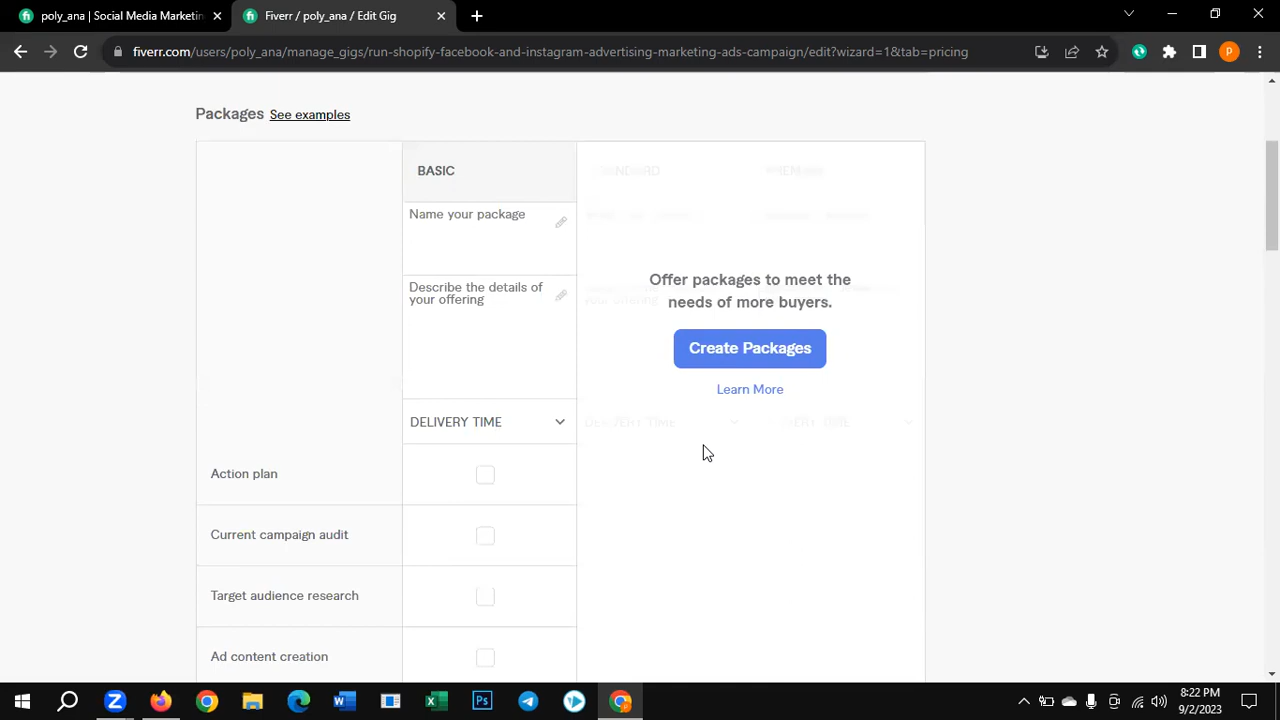 poly_ana | Social Media Marketin
Fiverr / poly_ana / Edit Gig
fiverr.com/users/poly_ana/manage_gigs/run-shopify-facebook-and-instagram-advertising-marketing-ads-campaign/edit?wizard=1&tab=pricing
P
Packages See examples
BASIC
Name your package
Describe the details of
your offering
Offer packages to meet the
needs of more buyers.
Create Packages
Learn More
DELIVERY TIME
DELIVERY TIME
Action plan
Current campaign audit
Target audience research
Ad content creation
8:22 PM
9/2/2023